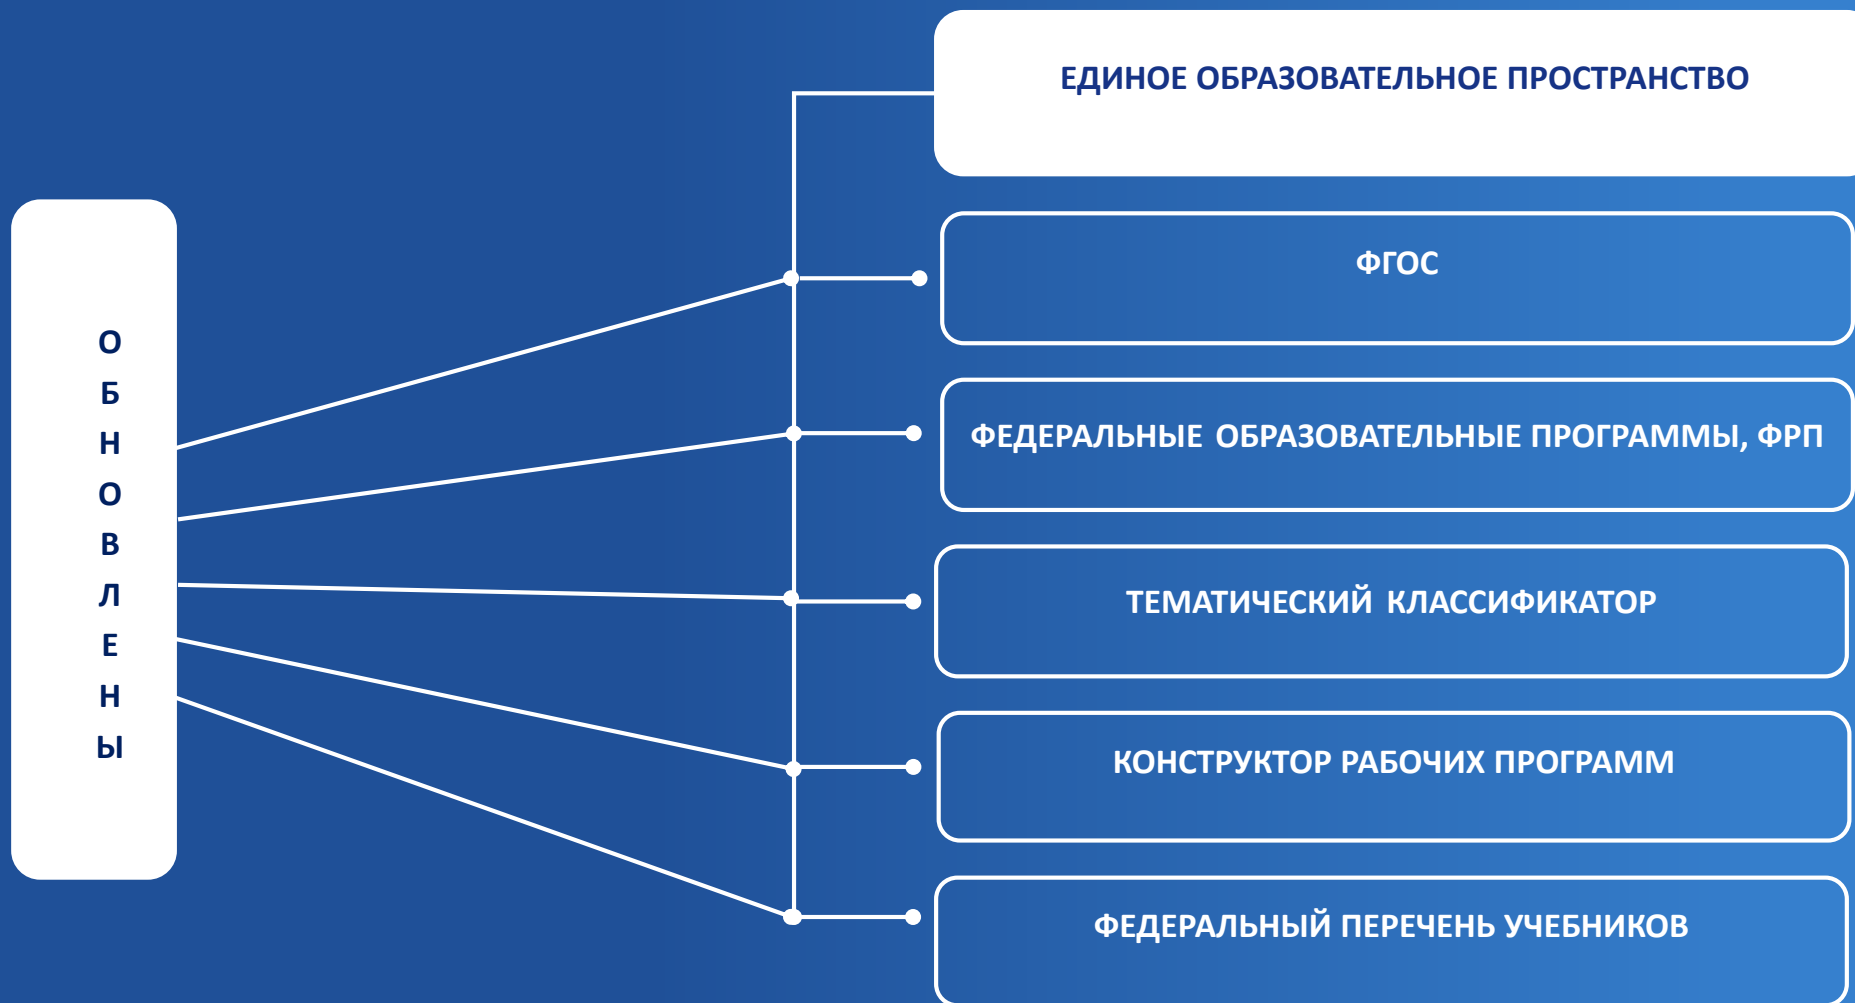 ЕДИНОЕ ОБРАЗОВАТЕЛЬНОЕ ПРОСТРАНСТВО
О
Б
Н
О
В
Л
Е
Н
Ы
ФГОС
ФЕДЕРАЛЬНЫЕ ОБРАЗОВАТЕЛЬНЫЕ ПРОГРАММЫ, ФРП
ТЕМАТИЧЕСКИЙ КЛАССИФИКАТОР
КОНСТРУКТОР РАБОЧИХ ПРОГРАММ
ФЕДЕРАЛЬНЫЙ ПЕРЕЧЕНЬ УЧЕБНИКОВ